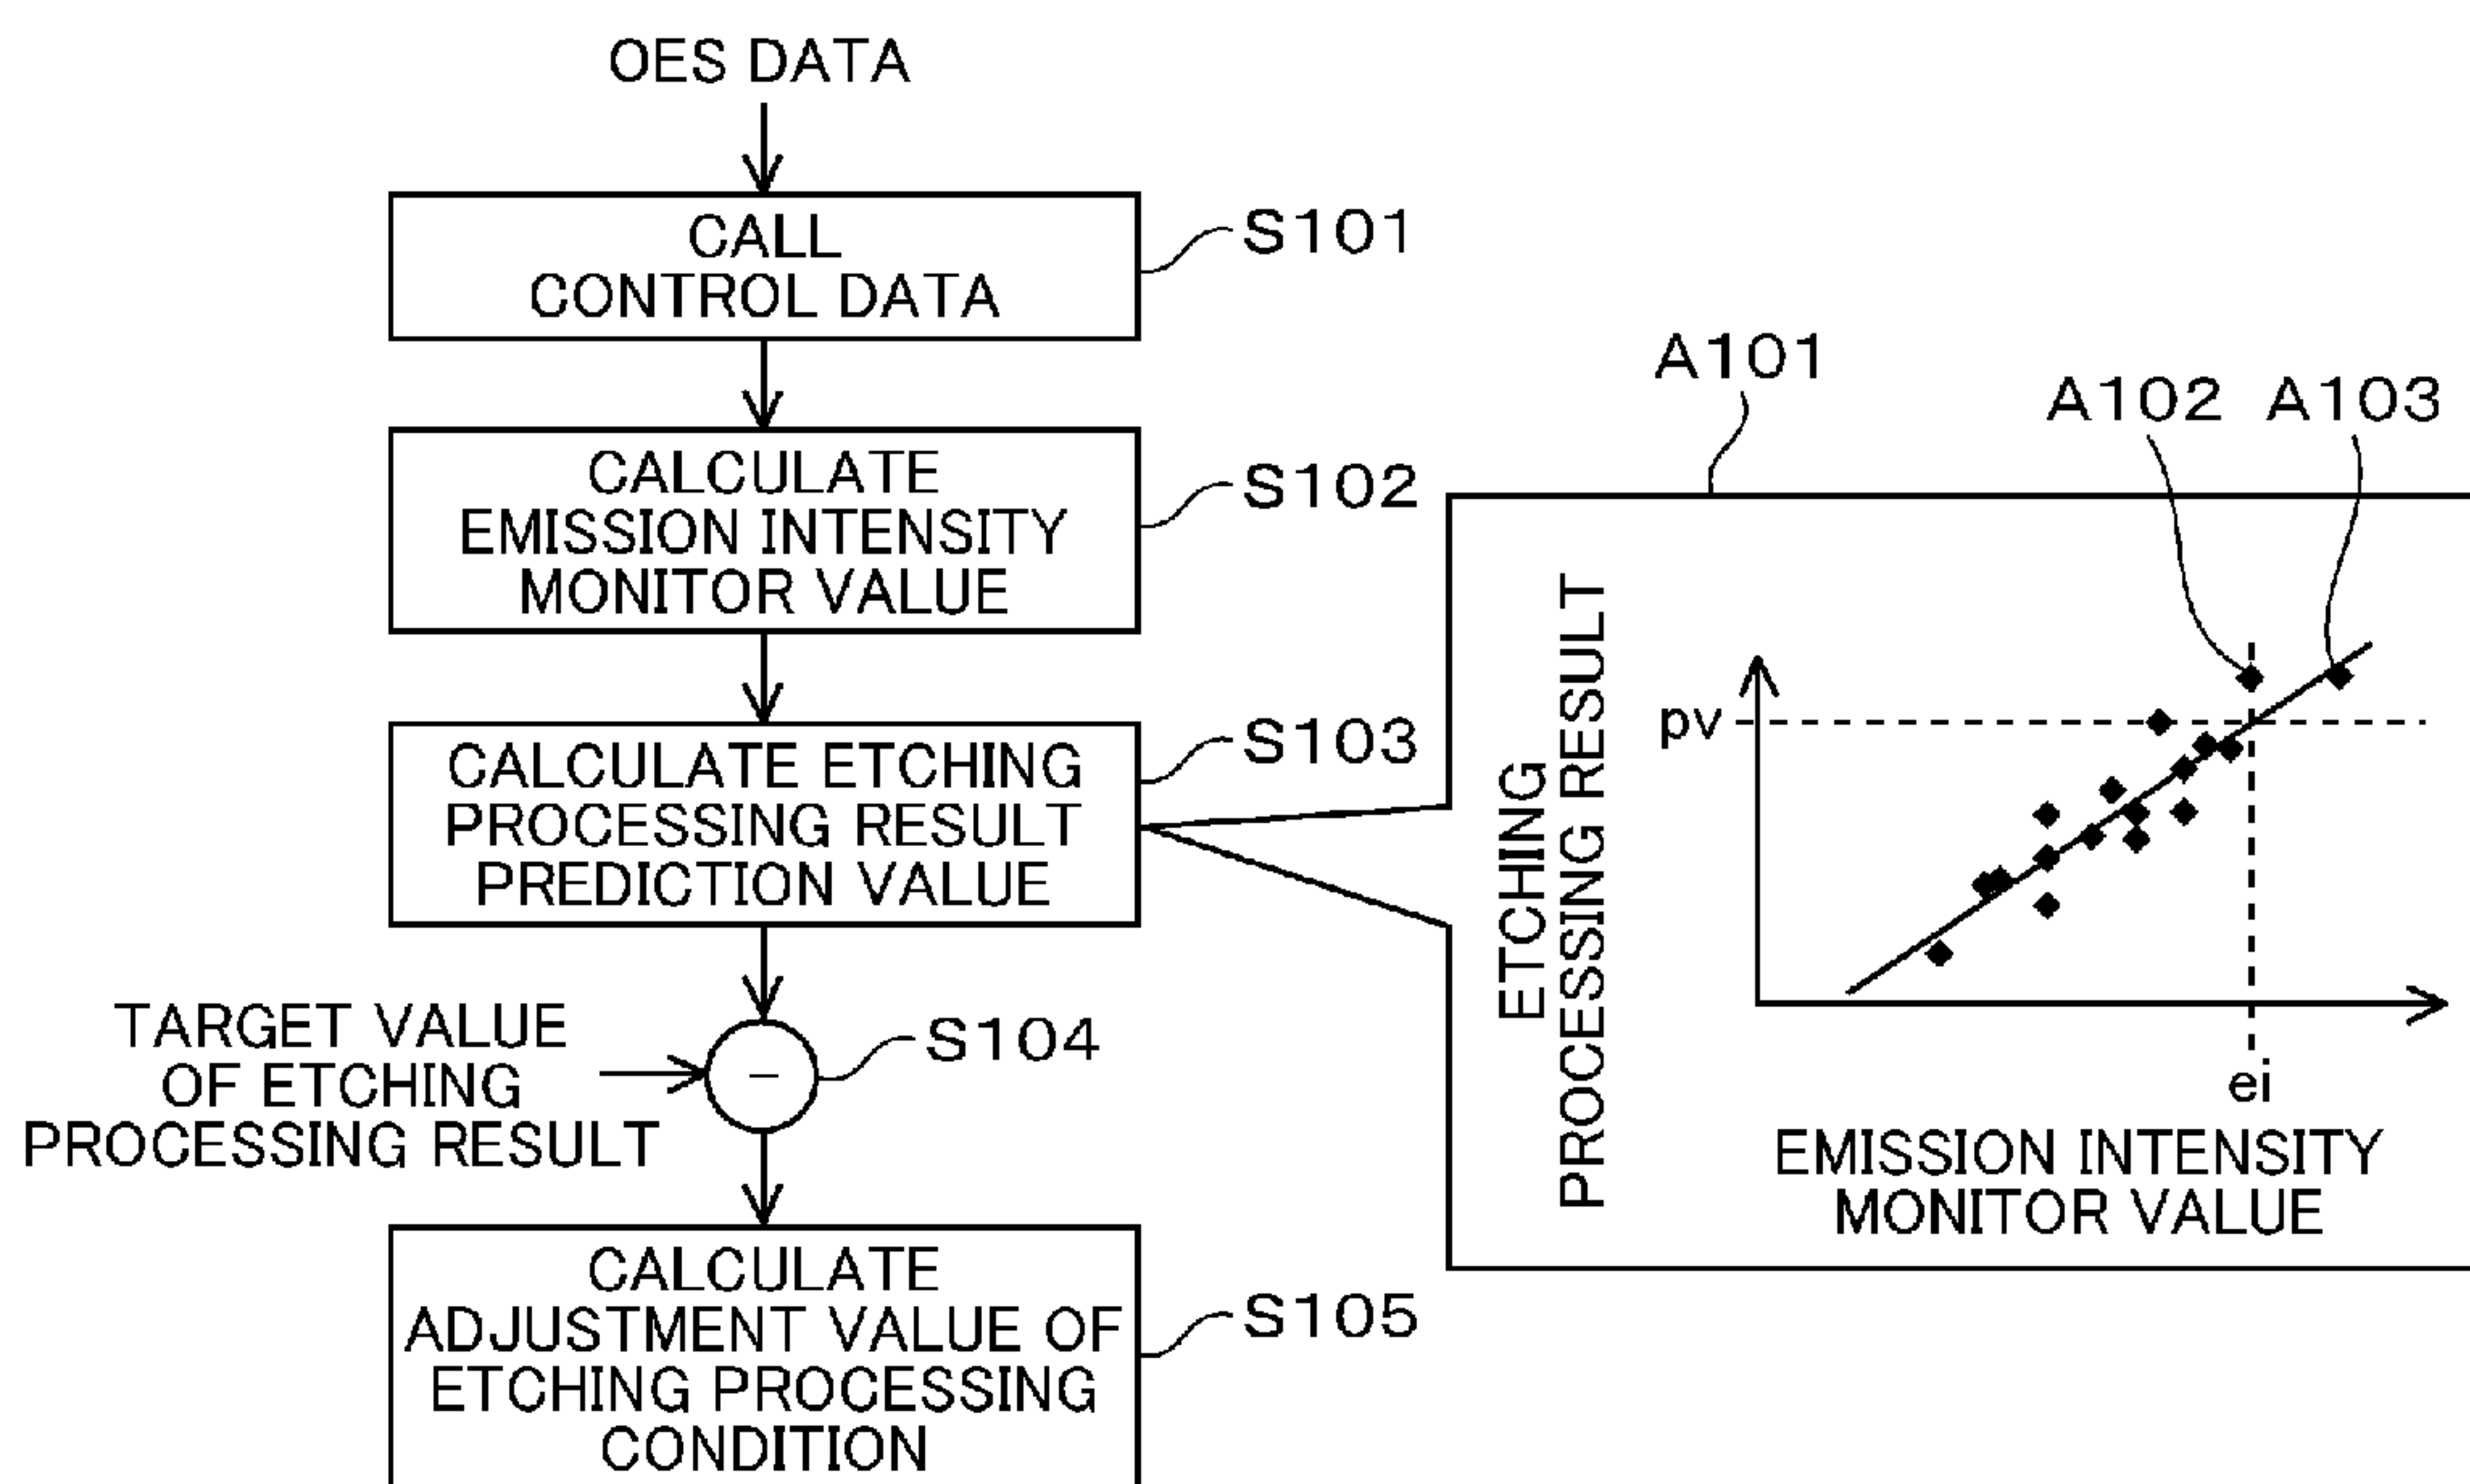 OES DATA
CALL
CONTROL DATA
S101
CALCULATE
EMISSION INTENSITY
MONITOR VALUE
S102
CALCULATE ETCHING
PROCESSING RESULT
PREDICTION VALUE
S103
TARGET VALUE
OF ETCHING
PROCESSING RESULT
−
S104
CALCULATE
ADJUSTMENT VALUE OF
ETCHING PROCESSING
CONDITION
S105
A101
A102
A103
ETCHING
PROCESSING RESULT
pv
ei
EMISSION INTENSITY
MONITOR VALUE